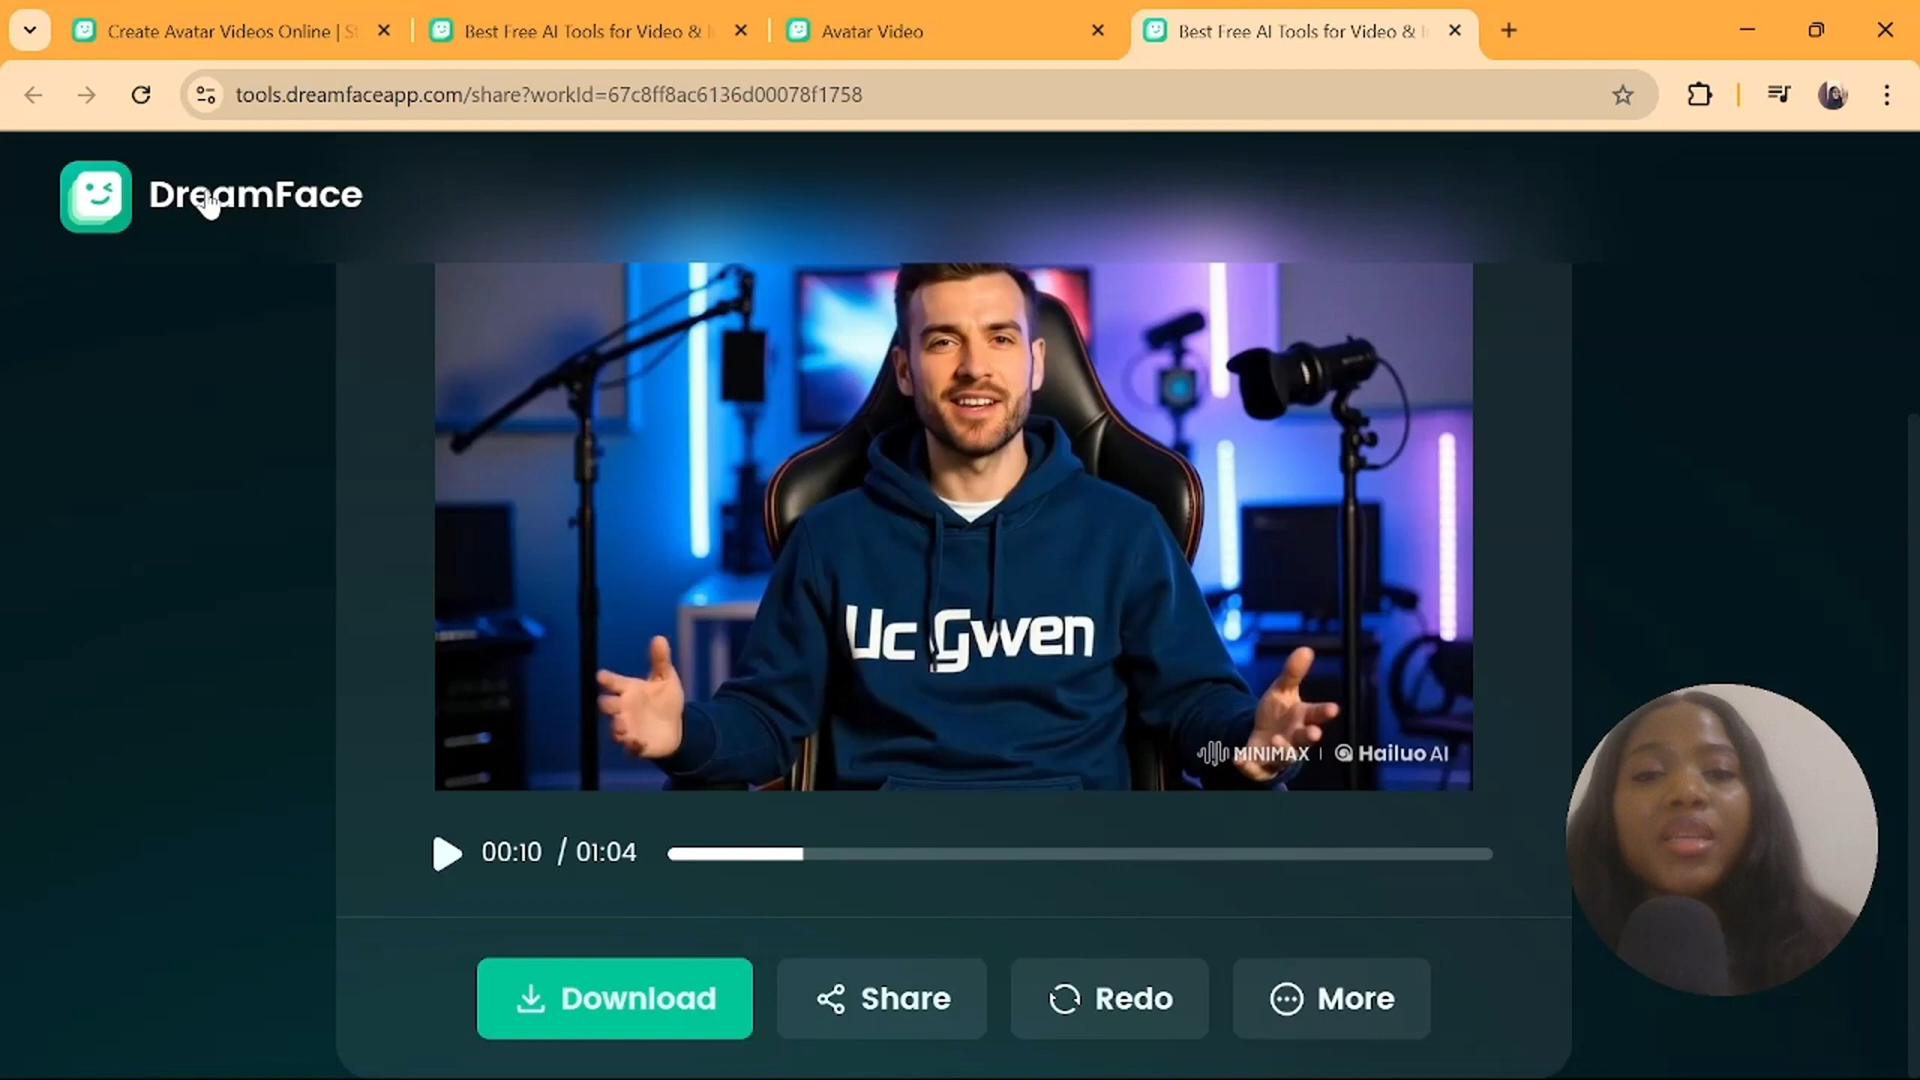 Create Avatar Videos Online | S
Best Free AI Tools for Video & I
Avatar Video
Best Free AI Tools for Video & I
tools.dreamfaceapp.com/share?workId=67c8ff8ac6136d00078f1758
DreamFace
Uc Gwen
MINIMAX | Hailuo AI
00:10 / 01:04
Download
Share
Redo
More